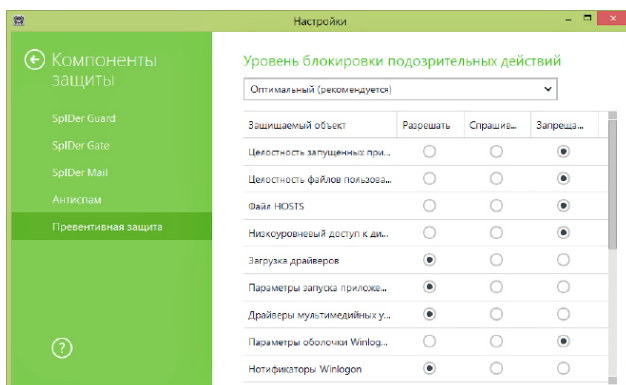 Настройки
Компоненты
защиты
SpIDer Guard
SpIDer Gate
SpIDer Mail
Антиспам
Превентивная защита
?
Уровень блокировки подозрительных действий
Оптимальный (рекомендуется)
Защищаемый объект Разрешать Спрашив... Запреща...
Целостность запущенных при...
Целостность файлов пользова...
Файл HOSTS
Низкоуровневый доступ к ди...
Загрузка драйверов
Параметры запуска приложе...
Драйверы мультимедийных у...
Параметры оболочки Winlog...
Нотификаторы Winlogon